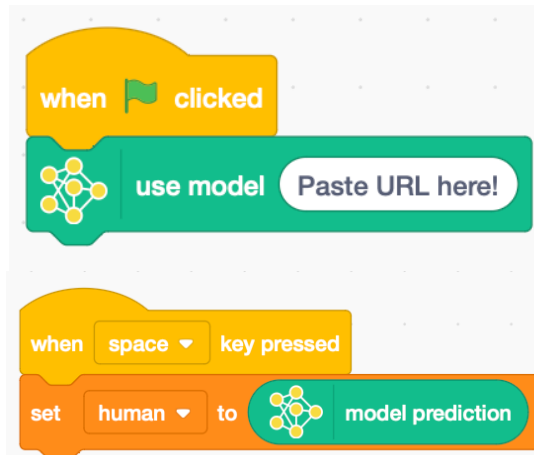 when clicked
use model Paste URL here!
when space key pressed
set human to model prediction